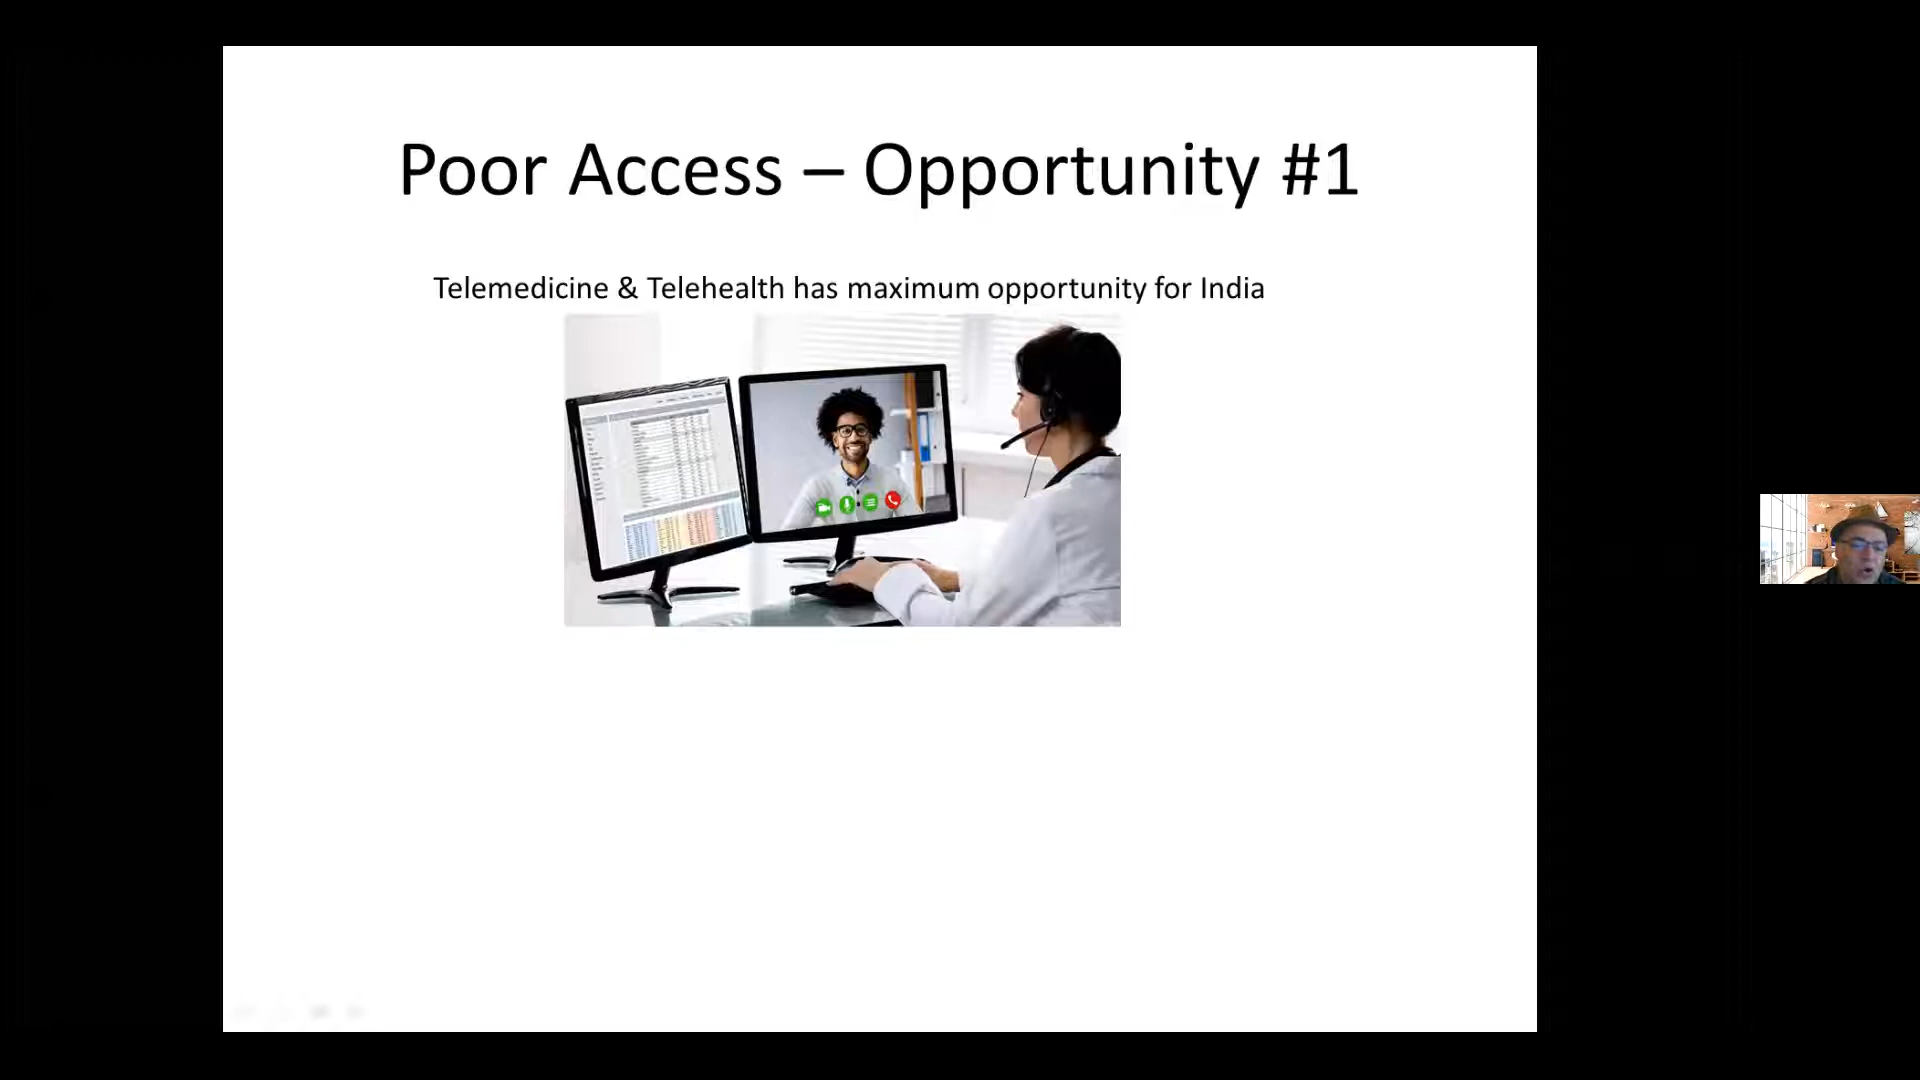 Poor Access – Opportunity #1
Telemedicine & Telehealth has maximum opportunity for India